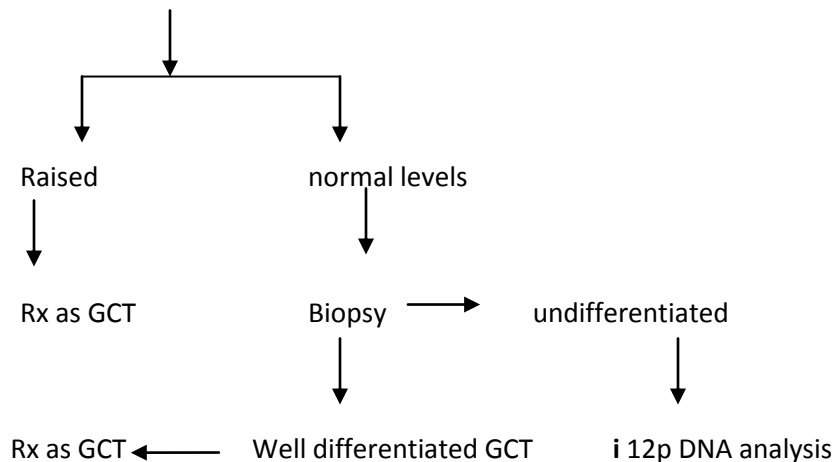 Raised normal levels
Rx as GCT Biopsy undifferentiated
Rx as GCT Well differentiated GCT i 12p DNA analysis